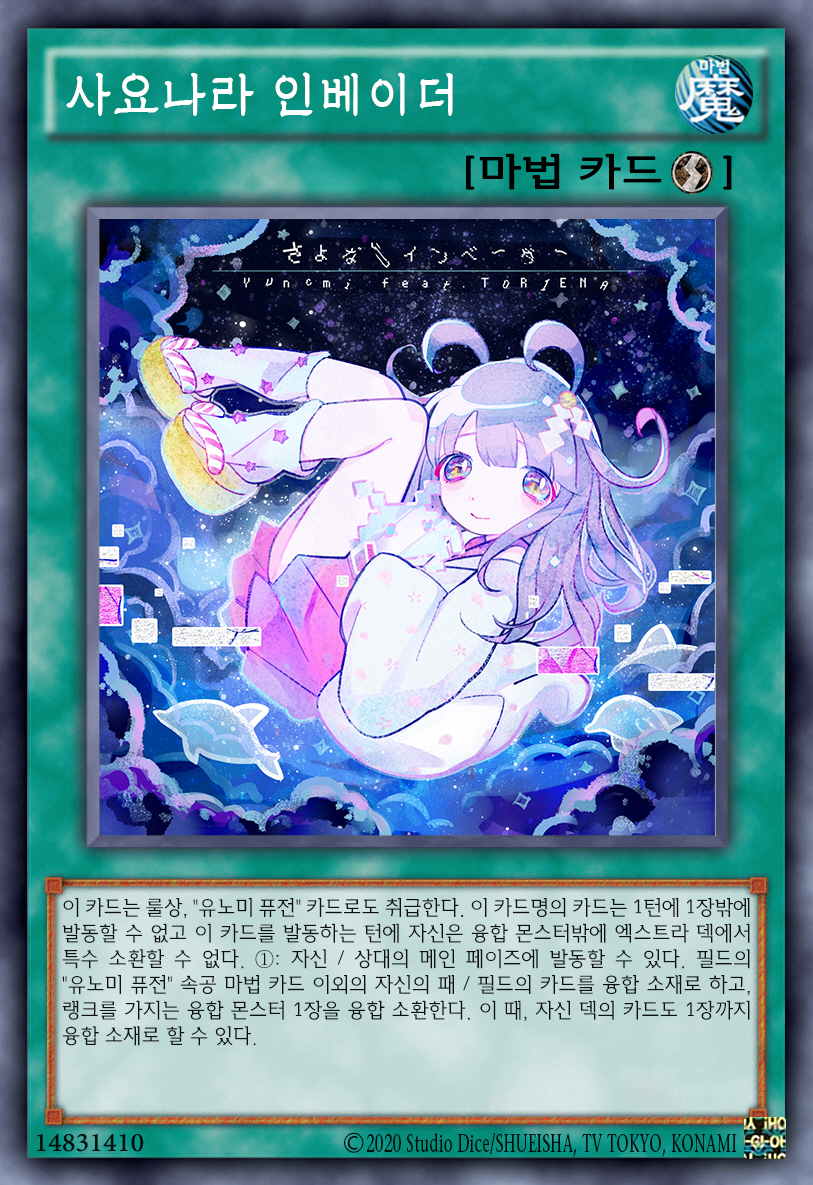 사요나라 인베이더
마법
魔
[마법 카드 ]
さよならインベーダー
Yunomi feat. TORIENA
이 카드는 룰상, "유노미 퓨전" 카드로도 취급한다. 이 카드명의 카드는 1턴에 1장밖에
발동할 수 없고 이 카드를 발동하는 턴에 자신은 융합 몬스터밖에 엑스트라 덱에서
특수 소환할 수 없다. ①: 자신 / 상대의 메인 페이즈에 발동할 수 있다. 필드의
"유노미 퓨전" 속공 마법 카드 이외의 자신의 패 / 필드의 카드를 융합 소재로 하고,
랭크를 가지는 융합 몬스터 1장을 융합 소환한다. 이 때, 자신 덱의 카드도 1장까지
융합 소재로 할 수 있다.
14831410
©2020 Studio Dice/SHUEISHA, TV TOKYO, KONAMI